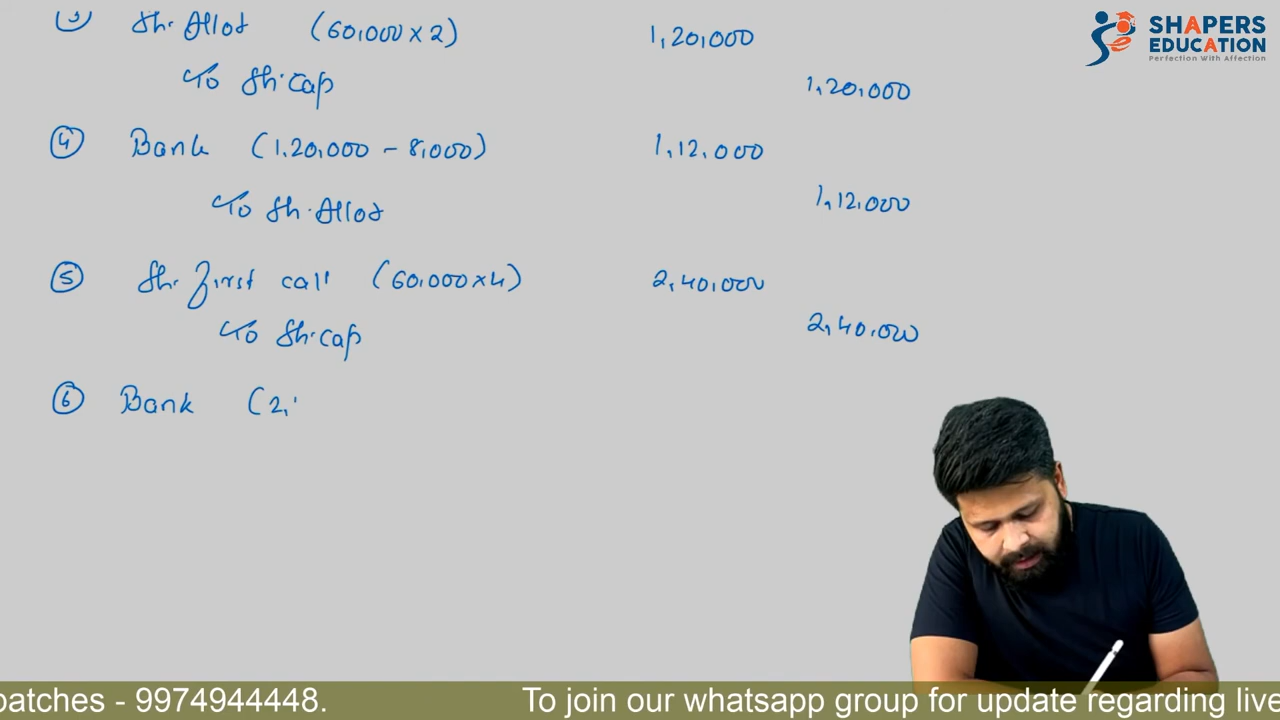 SHAPERS
EDUCATION
Perfection With Affection
③ Sh. Allot (60,000 x 2) 1,20,000
To Sh. Cap 1,20,000
④ Bank (1,20,000 - 8,000) 1,12,000
To Sh. Allot 1,12,000
⑤ Sh. First call (60,000 x 4) 2,40,000
To Sh. Cap 2,40,000
⑥ Bank (2,
patches - 9974944448. To join our whatsapp group for update regarding live